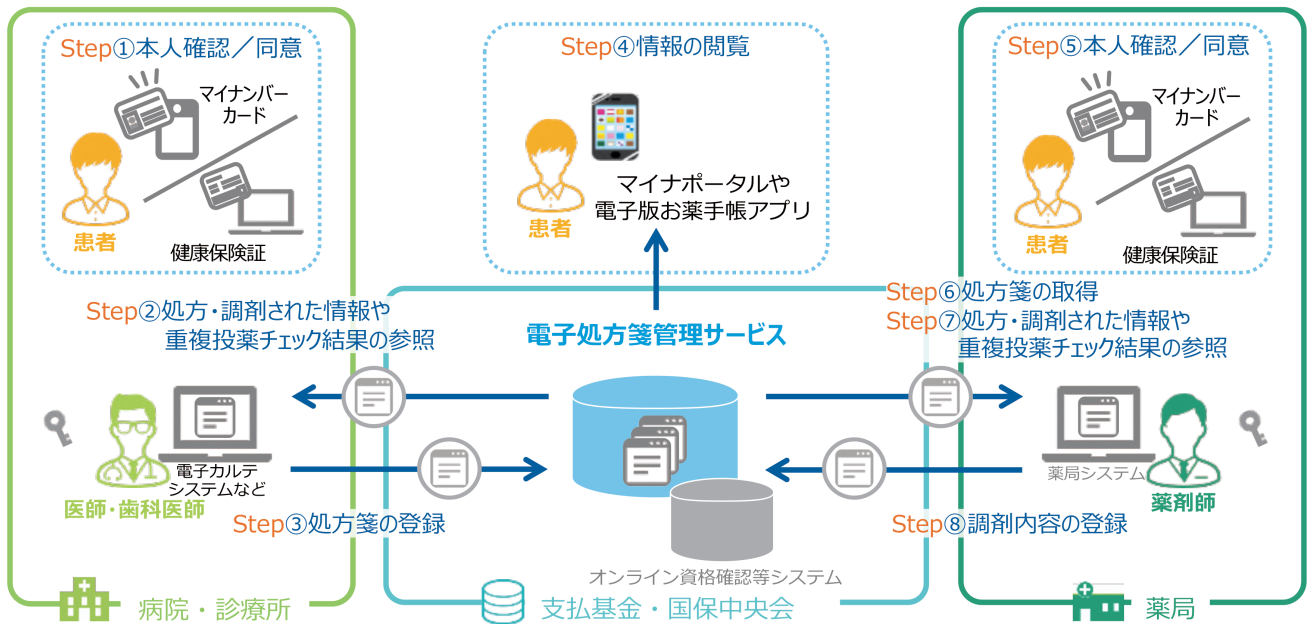 Step①本人確認／同意
マイナンバー
カード
患者
健康保険証
Step②処方・調剤された情報や
重複投薬チェック結果の参照
電子カルテ
システムなど
医師・歯科医師
Step③処方箋の登録
病院・診療所
Step④情報の閲覧
マイナポータルや
電子版お薬手帳アプリ
患者
電子処方箋管理サービス
オンライン資格確認等システム
支払基金・国保中央会
Step⑤本人確認／同意
マイナンバー
カード
患者
健康保険証
Step⑥処方箋の取得
Step⑦処方・調剤された情報や
重複投薬チェック結果の参照
薬局システム
薬剤師
Step⑧調剤内容の登録
薬局